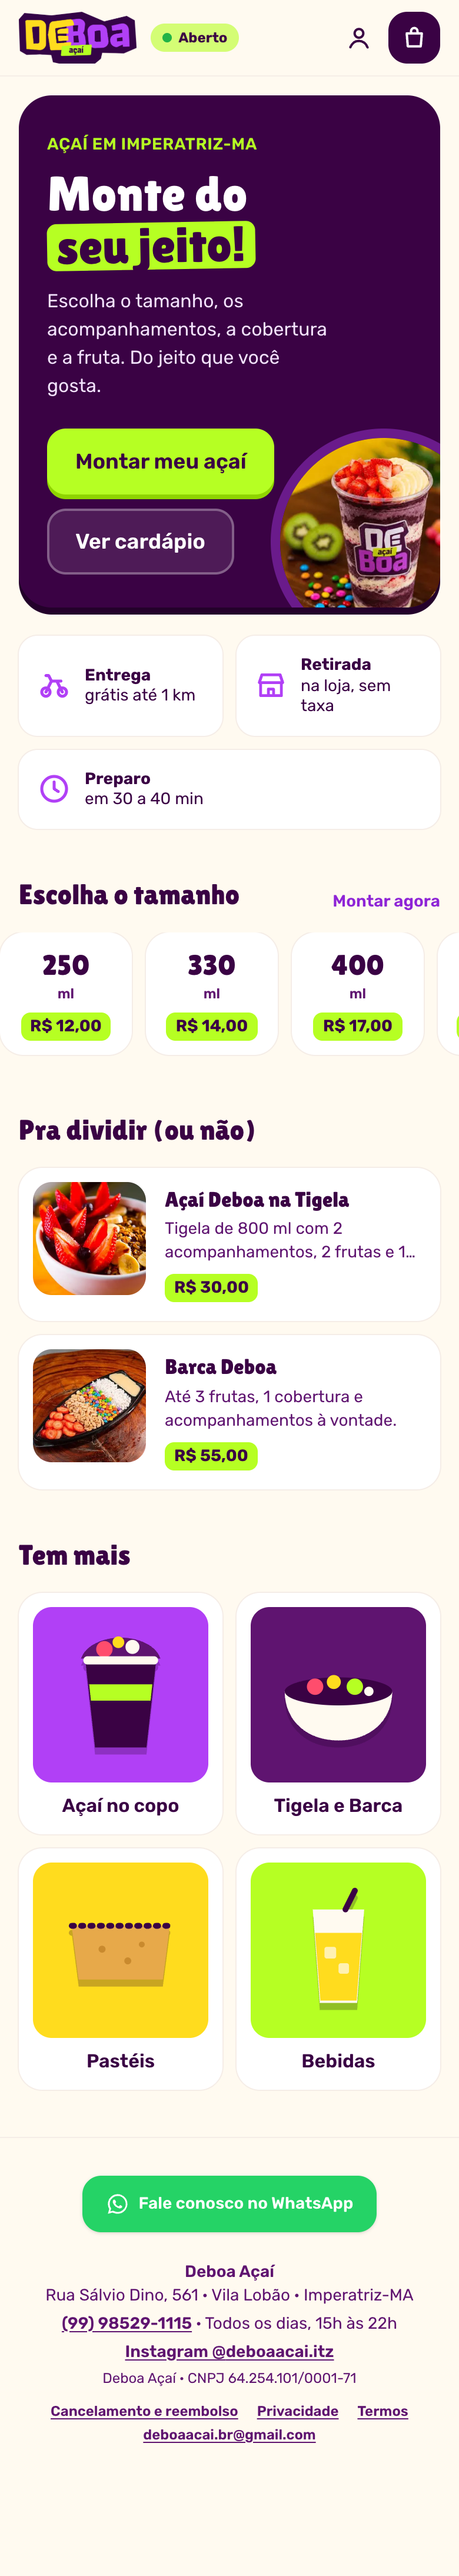 DEBoa
açaí
Aberto
AÇAÍ EM IMPERATRIZ-MA
Monte do
seu jeito!
Escolha o tamanho, os
acompanhamentos, a cobertura
e a fruta. Do jeito que você
gosta.
Montar meu açaí
Ver cardápio
DE
açaí
Boa
Entrega
grátis até 1 km
Retirada
na loja, sem
taxa
Preparo
em 30 a 40 min
Escolha o tamanho
Montar agora
250
ml
R$ 12,00
330
ml
R$ 14,00
400
ml
R$ 17,00
Pra dividir (ou não)
Açaí Deboa na Tigela
Tigela de 800 ml com 2
acompanhamentos, 2 frutas e 1...
R$ 30,00
Barca Deboa
Até 3 frutas, 1 cobertura e
acompanhamentos à vontade.
R$ 55,00
Tem mais
Açaí no copo
Tigela e Barca
Pastéis
Bebidas
Fale conosco no WhatsApp
Deboa Açaí
Rua Sálvio Dino, 561 • Vila Lobão • Imperatriz-MA
(99) 98529-1115 • Todos os dias, 15h às 22h
Instagram @deboaacai.itz
Deboa Açaí • CNPJ 64.254.101/0001-71
Cancelamento e reembolso Privacidade Termos
deboaacai.br@gmail.com